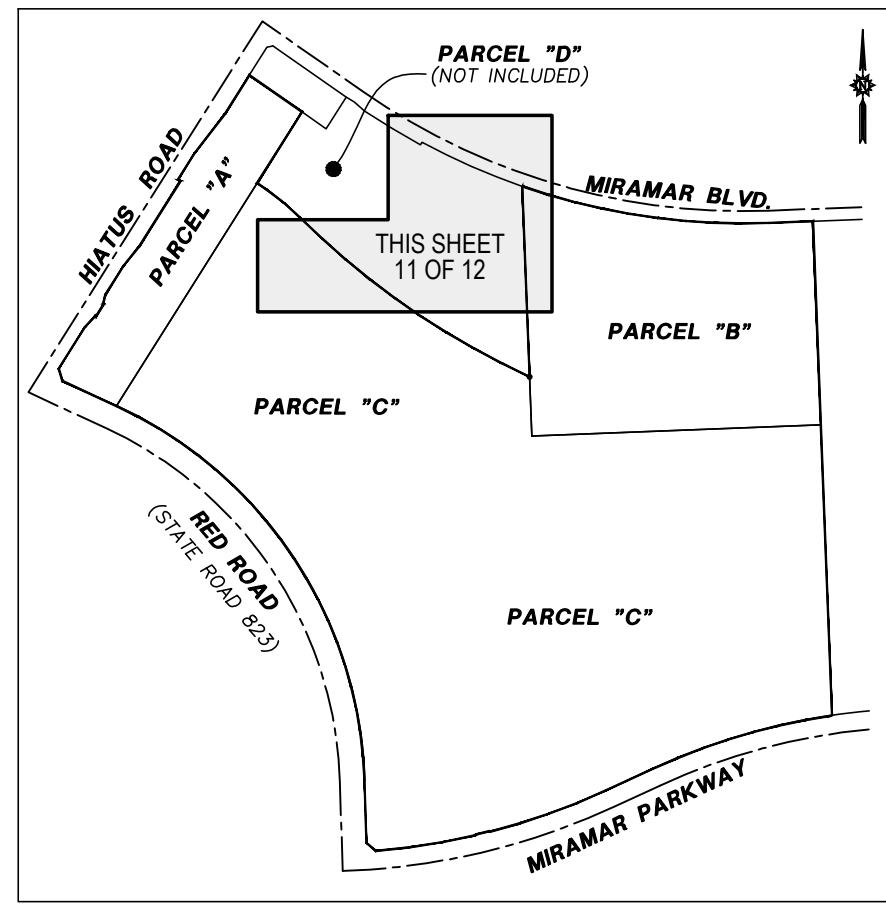 PARCEL "D"
(NOT INCLUDED)
N
HIATUS ROAD
PARCEL "A"
MIRAMAR BLVD.
THIS SHEET
11 OF 12
PARCEL "B"
PARCEL "C"
RED ROAD
(STATE ROAD 823)
PARCEL "C"
MIRAMAR PARKWAY